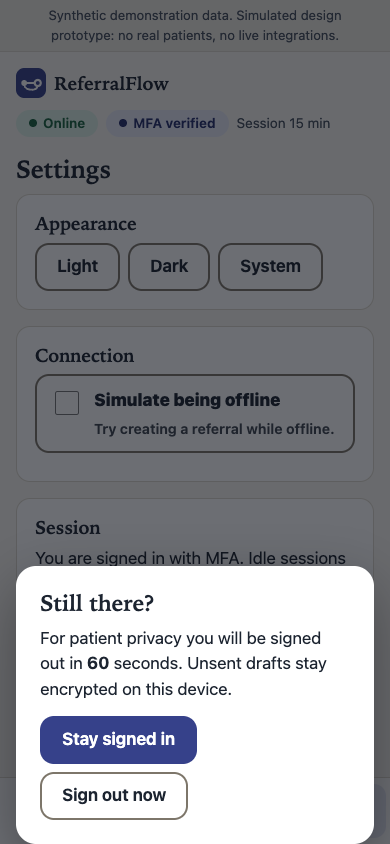 Synthetic demonstration data. Simulated design
prototype: no real patients, no live integrations.
ReferralFlow
Online
MFA verified
Session 15 min
Settings
Appearance
Light
Dark
System
Connection
Simulate being offline
Try creating a referral while offline.
Session
You are signed in with MFA. Idle sessions
Still there?
For patient privacy you will be signed
out in 60 seconds. Unsent drafts stay
encrypted on this device.
Stay signed in
Sign out now